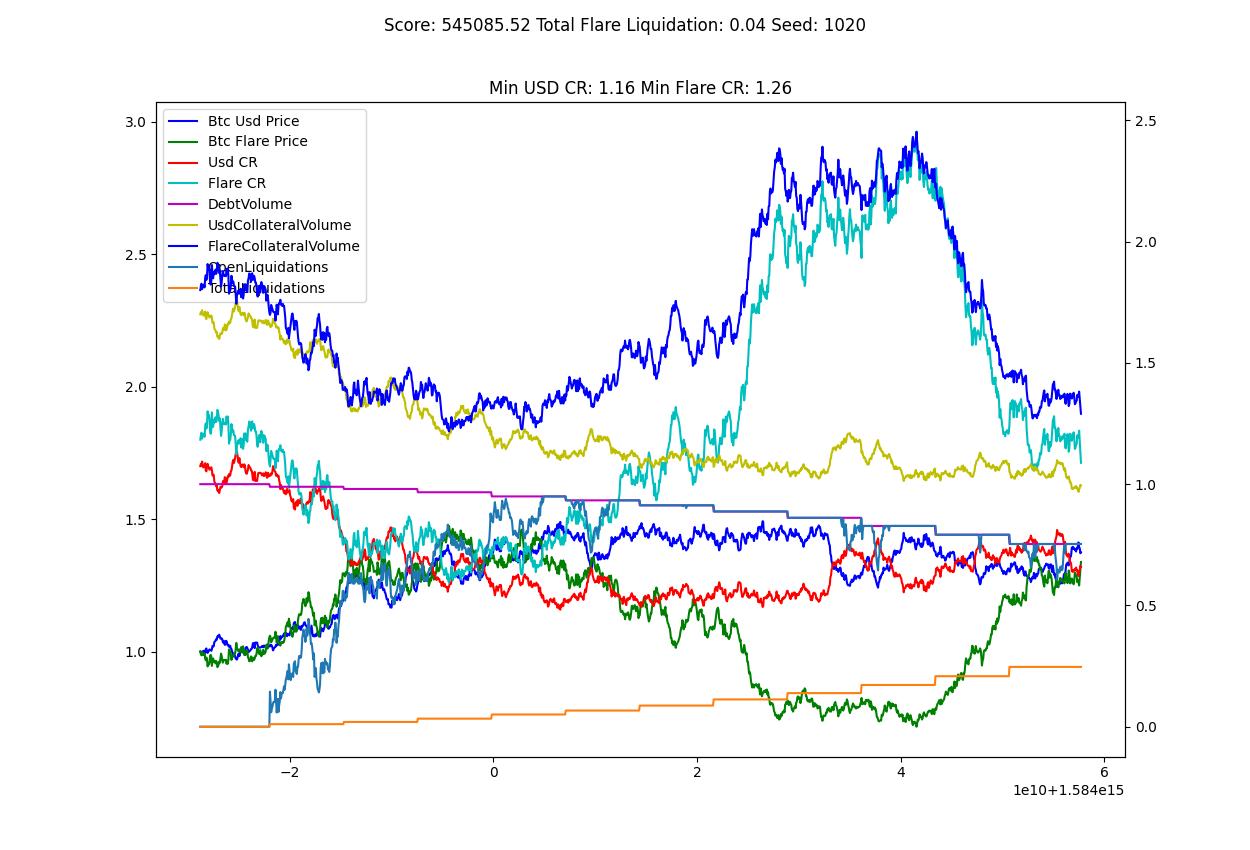 Score: 545085.52 Total Flare Liquidation: 0.04 Seed: 1020
Min USD CR: 1.16 Min Flare CR: 1.26
Btc Usd Price
Btc Flare Price
Usd CR
Flare CR
DebtVolume
UsdCollateralVolume
FlareCollateralVolume
OpenLiquidations
TotalLiquidations
3.0
2.5
2.0
1.5
1.0
2.5
2.0
1.5
1.0
0.5
0.0
−2
0
2
4
6
1e10+1.584e15